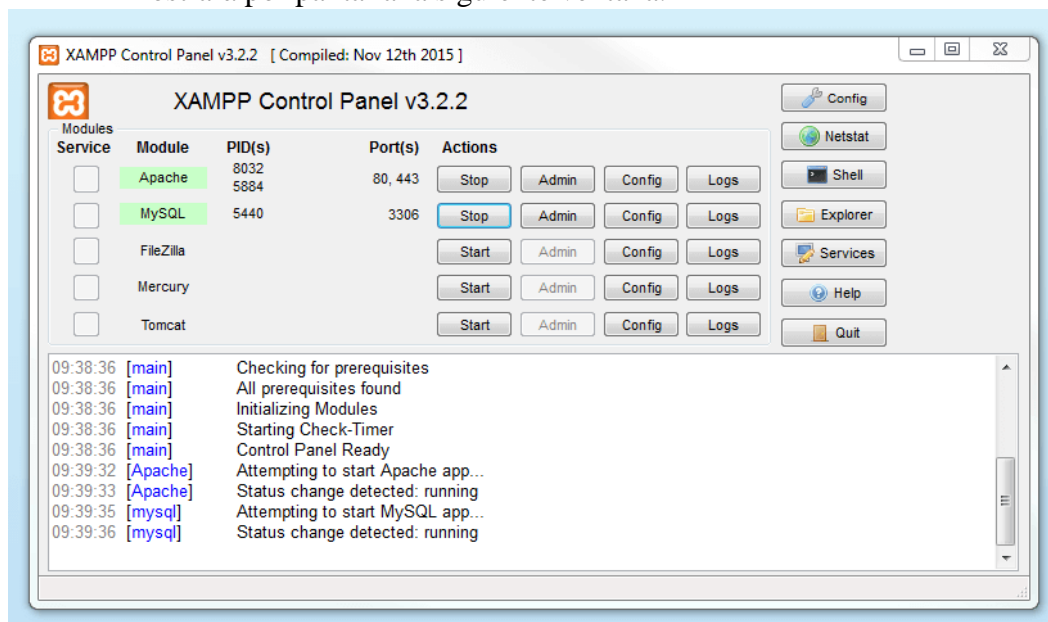 XAMPP Control Panel v3.2.2 [ Compiled: Nov 12th 2015 ]
XAMPP Control Panel v3.2.2
Config
Modules
Netstat
Service Module PID(s) Port(s) Actions
Apache 8032 5884 80, 443 Stop Admin Config Logs
Shell
MySQL 5440 3306 Stop Admin Config Logs
Explorer
FileZilla Start Admin Config Logs
Services
Mercury Start Admin Config Logs
Help
Tomcat Start Admin Config Logs
Quit
09:38:36 [main] Checking for prerequisites
09:38:36 [main] All prerequisites found
09:38:36 [main] Initializing Modules
09:38:36 [main] Starting Check-Timer
09:38:36 [main] Control Panel Ready
09:39:32 [Apache] Attempting to start Apache app...
09:39:33 [Apache] Status change detected: running
09:39:35 [mysql] Attempting to start MySQL app...
09:39:36 [mysql] Status change detected: running